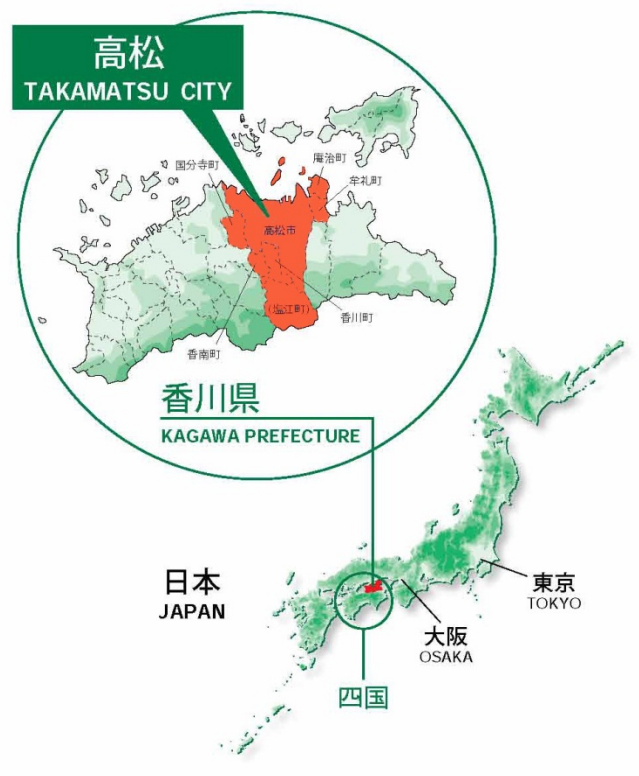 高松
TAKAMATSU CITY
国分寺町
庵治町
牟礼町
高松市
(塩江町)
香川町
香南町
香川県
KAGAWA PREFECTURE
日本
JAPAN
東京
TOKYO
大阪
OSAKA
四国